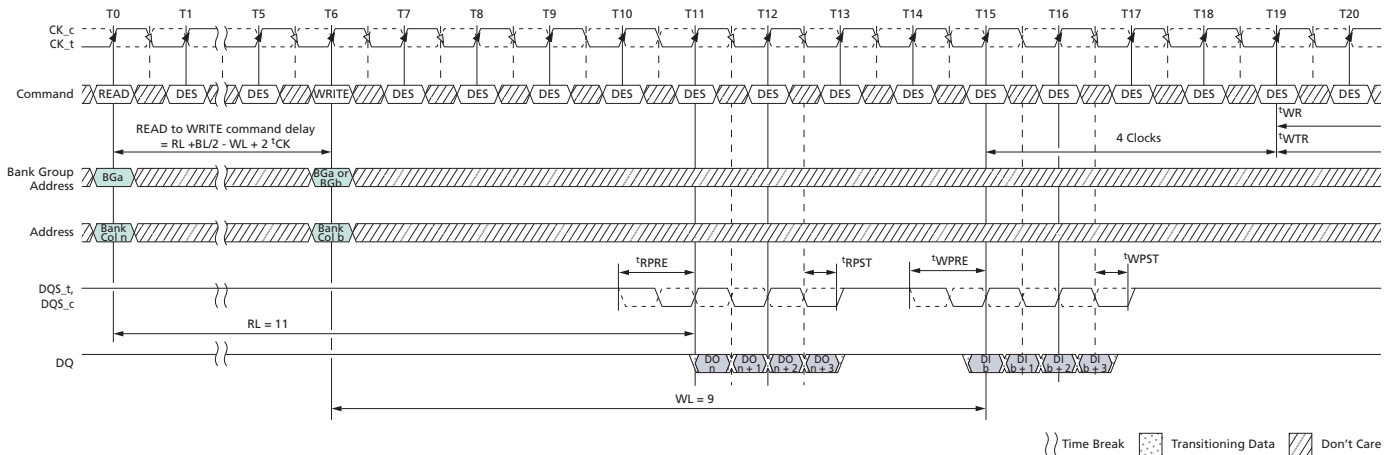 T0 T1 T5 T6 T7 T8 T9 T10 T11 T12 T13 T14 T15 T16 T17 T18 T19 T20
CK_c
CK_t
Command READ DES DES WRITE DES DES DES DES DES DES DES DES DES DES DES DES DES DES
tWR
READ to WRITE command delay
= RL +BL/2 - WL + 2 tCK
4 Clocks
tWTR
Bank Group
Address
BGa
BGa or
BGb
Address
Bank
Col n
Bank
Col b
tRPRE tRPST tWPRE tWPST
DQS_t,
DQS_c
RL = 11
DQ
DO
n
DO
n + 1
DO
n + 2
DO
n + 3
DI
b
DI
b + 1
DI
b + 2
DI
b + 3
WL = 9
Time Break Transitioning Data Don't Care